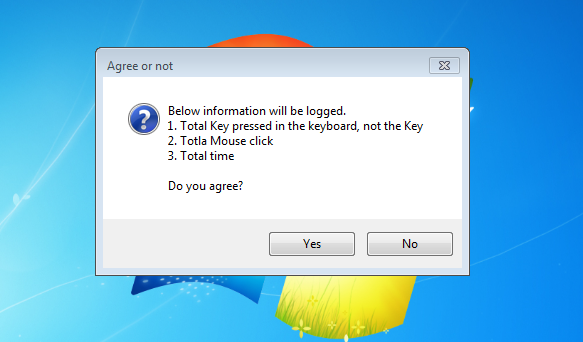 Agree or not
Below information will be logged.
1. Total Key pressed in the keyboard, not the Key
2. Totla Mouse click
3. Total time
Do you agree?
Yes
No